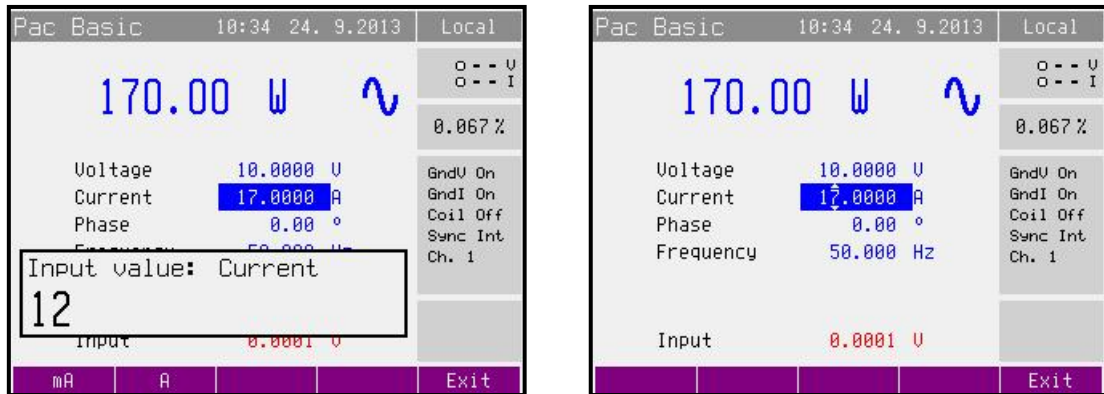 Pac Basic 10:34 24. 9.2013 Local
170.00 W
o - - V
o - - I
0.067 %
Voltage 10.0000 V
Current 17.0000 A
Phase 0.00 °
Frequency 50.000 Hz
GndV On
GndI On
Coil Off
Sync Int
Ch. 1
Input value: Current
12
Input 0.0001 V
mA A Exit
Pac Basic 10:34 24. 9.2013 Local
170.00 W
o - - V
o - - I
0.067 %
Voltage 10.0000 V
Current 17.0000 A
Phase 0.00 °
Frequency 50.000 Hz
GndV On
GndI On
Coil Off
Sync Int
Ch. 1
Input 0.0001 V
Exit